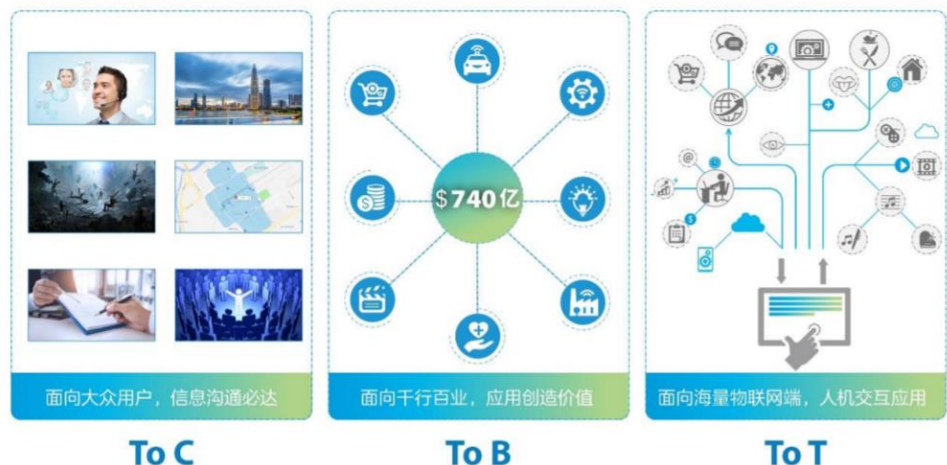 $740亿
面向大众用户，信息沟通必达
面向千行百业，应用创造价值
面向海量物联网端，人机交互应用
To C
To B
To T